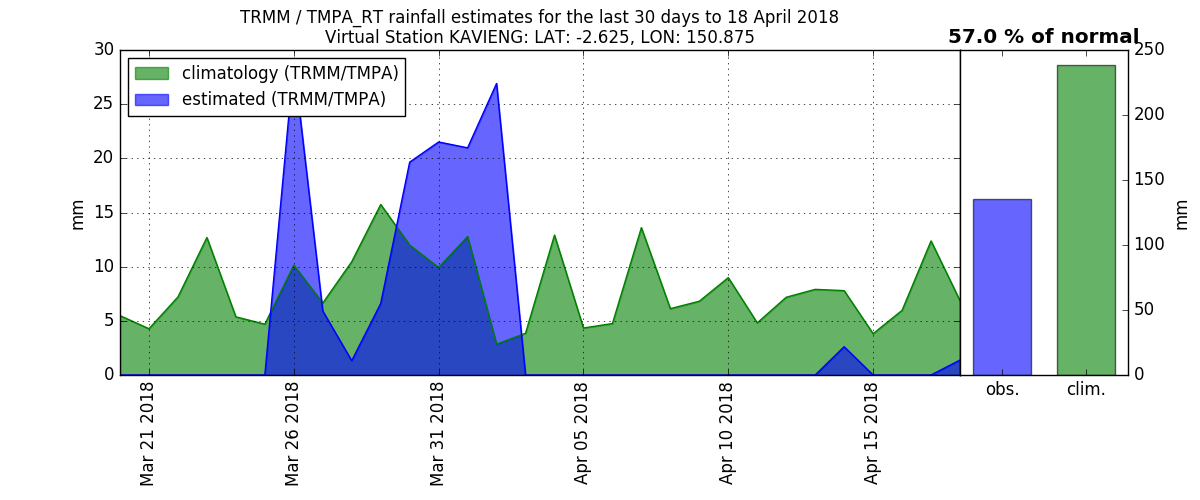 TRMM / TMPA_RT rainfall estimates for the last 30 days to 18 April 2018
Virtual Station KAVIENG: LAT: -2.625, LON: 150.875
57.0 % of normal
climatology (TRMM/TMPA)
estimated (TRMM/TMPA)
30
25
20
15
10
5
0
mm
Mar 21 2018
Mar 26 2018
Mar 31 2018
Apr 05 2018
Apr 10 2018
Apr 15 2018
250
200
150
100
50
0
mm
obs.
clim.